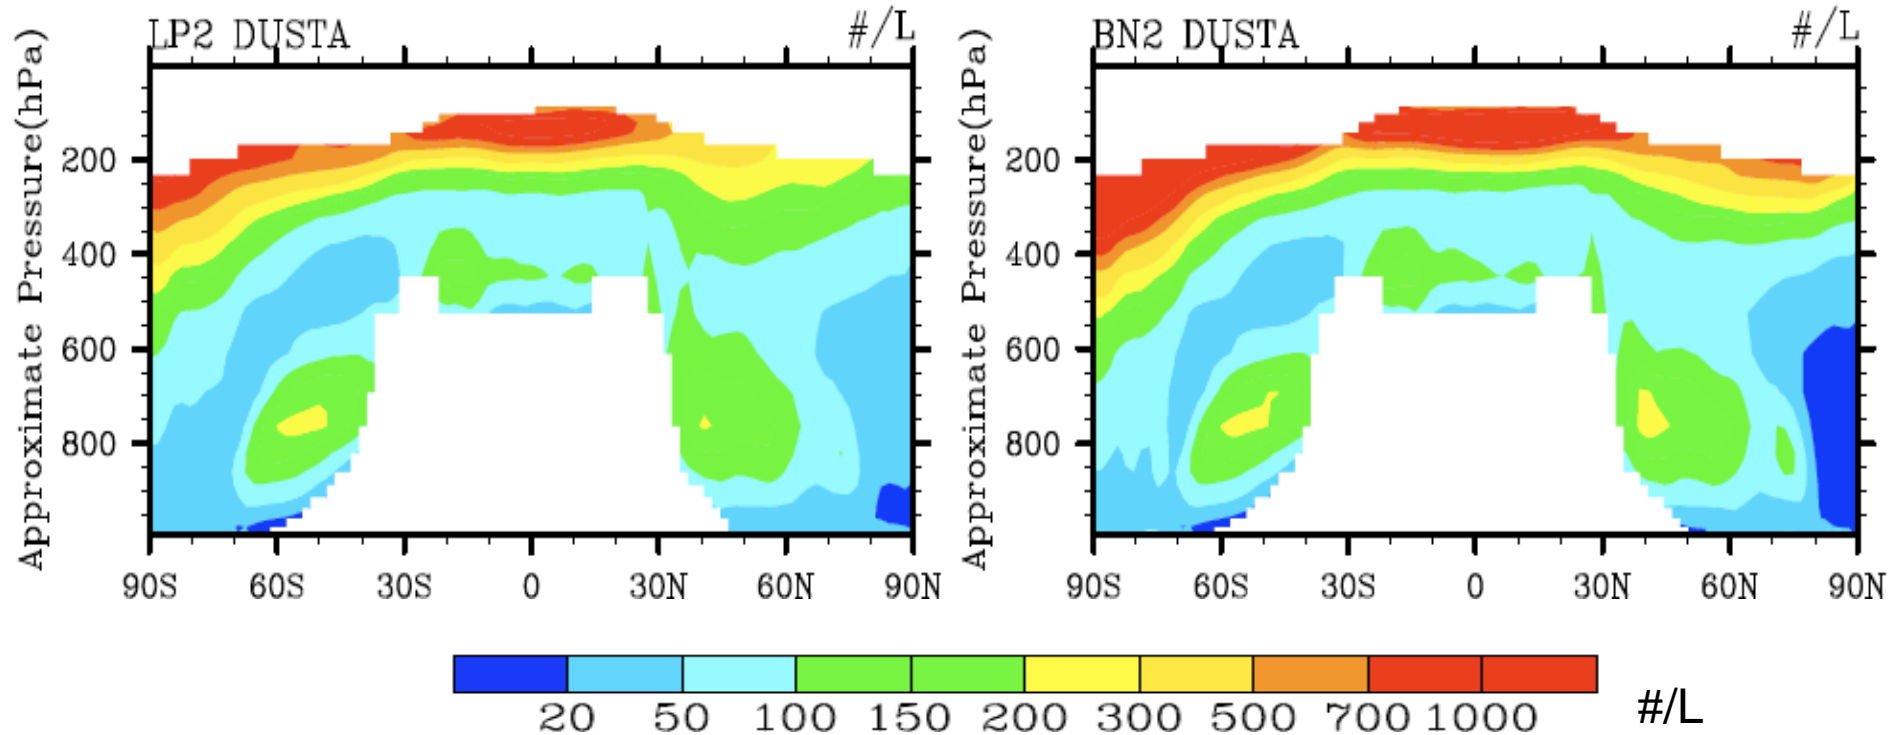 LP2 DUSTA #/L
Approximate Pressure(hPa)
200
400
600
800
90S 60S 30S 0 30N 60N 90N
BN2 DUSTA #/L
Approximate Pressure(hPa)
200
400
600
800
90S 60S 30S 0 30N 60N 90N
20 50 100 150 200 300 500 700 1000 #/L